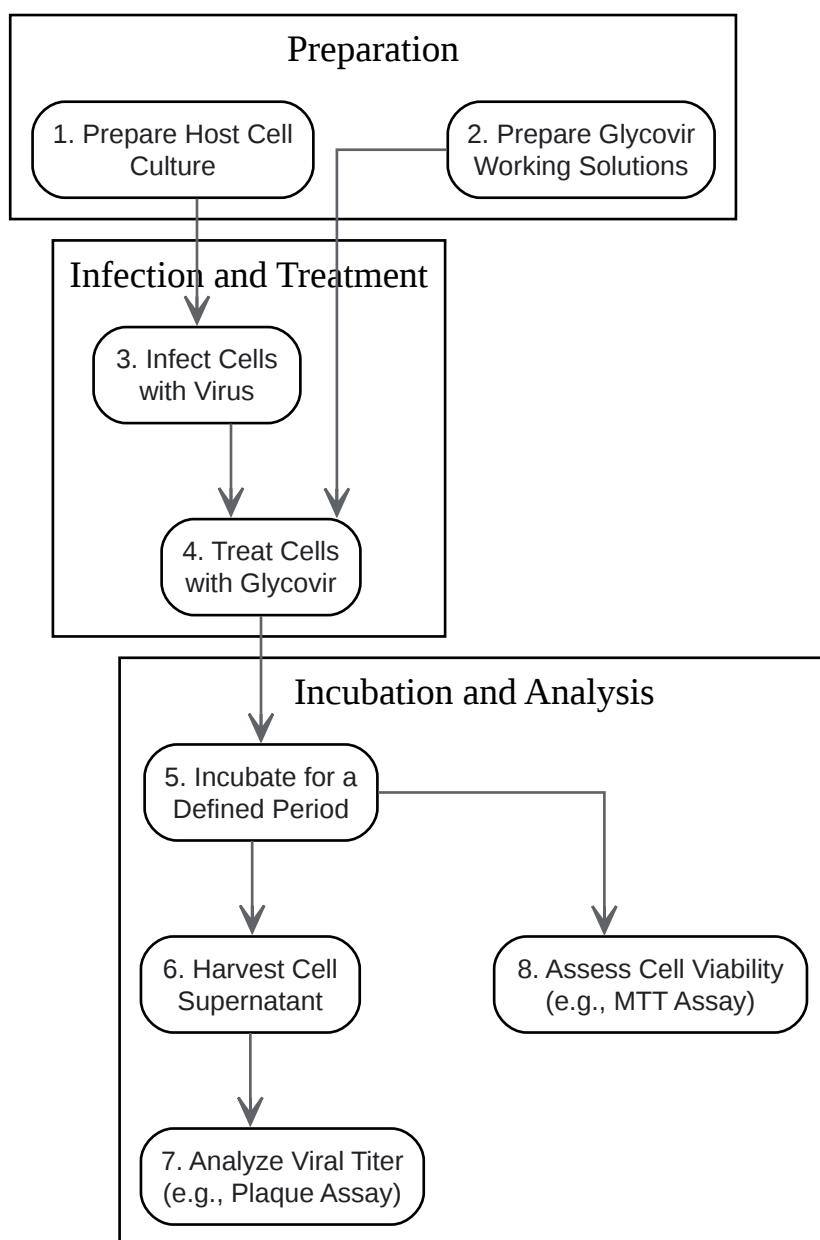 Preparation
1. Prepare Host Cell
Culture
2. Prepare Glycovir
Working Solutions
Infection and Treatment
3. Infect Cells
with Virus
4. Treat Cells
with Glycovir
Incubation and Analysis
5. Incubate for a
Defined Period
6. Harvest Cell
Supernatant
8. Assess Cell Viability
(e.g., MTT Assay)
7. Analyze Viral Titer
(e.g., Plaque Assay)